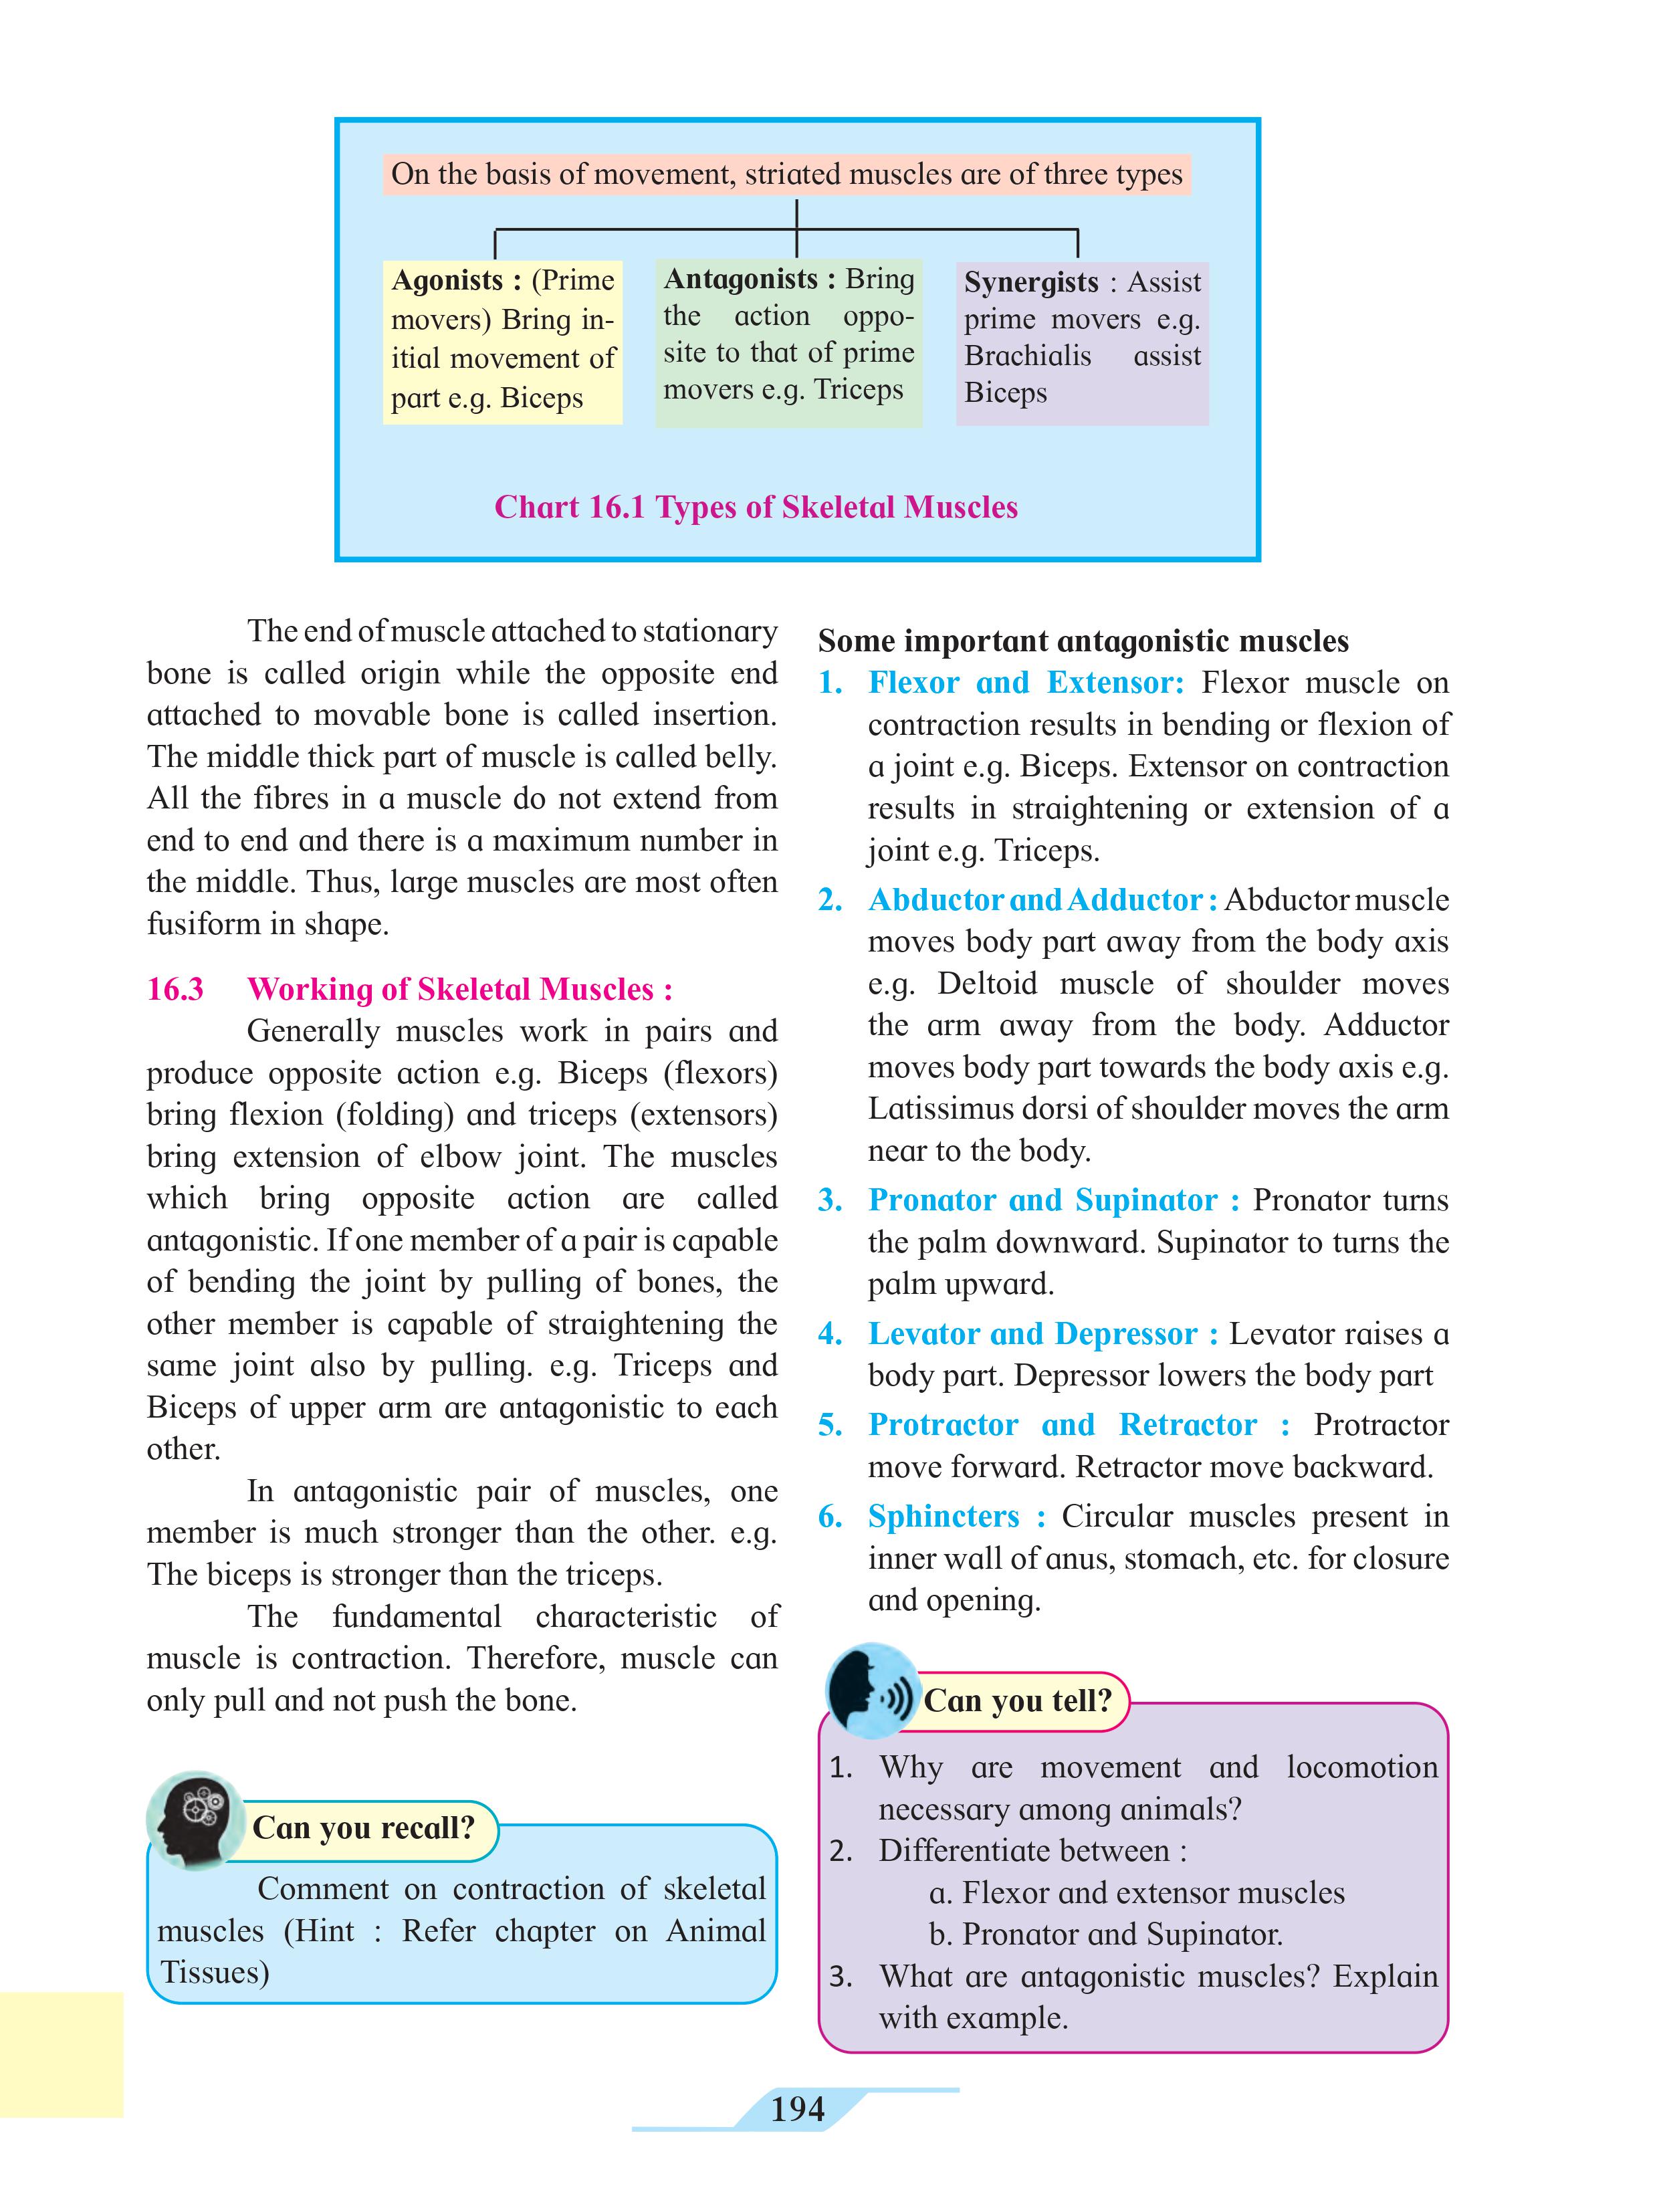 On the basis of movement, striated muscles are of three types
Agonists : (Prime
movers) Bring in-
itial movement of
part e.g. Biceps
Antagonists : Bring
the action oppo-
site to that of prime
movers e.g. Triceps
Synergists : Assist
prime movers e.g.
Brachialis assist
Biceps
Chart 16.1 Types of Skeletal Muscles
The end of muscle attached to stationary
bone is called origin while the opposite end
attached to movable bone is called insertion.
The middle thick part of muscle is called belly.
All the fibres in a muscle do not extend from
end to end and there is a maximum number in
the middle. Thus, large muscles are most often
fusiform in shape.
16.3 Working of Skeletal Muscles :
Generally muscles work in pairs and
produce opposite action e.g. Biceps (flexors)
bring flexion (folding) and triceps (extensors)
bring extension of elbow joint. The muscles
which bring opposite action are called
antagonistic. If one member of a pair is capable
of bending the joint by pulling of bones, the
other member is capable of straightening the
same joint also by pulling. e.g. Triceps and
Biceps of upper arm are antagonistic to each
other.
In antagonistic pair of muscles, one
member is much stronger than the other. e.g.
The biceps is stronger than the triceps.
The fundamental characteristic of
muscle is contraction. Therefore, muscle can
only pull and not push the bone.
Can you recall?
Comment on contraction of skeletal
muscles (Hint : Refer chapter on Animal
Tissues)
Some important antagonistic muscles
1. Flexor and Extensor: Flexor muscle on
contraction results in bending or flexion of
a joint e.g. Biceps. Extensor on contraction
results in straightening or extension of a
joint e.g. Triceps.
2. Abductor and Adductor : Abductor muscle
moves body part away from the body axis
e.g. Deltoid muscle of shoulder moves
the arm away from the body. Adductor
moves body part towards the body axis e.g.
Latissimus dorsi of shoulder moves the arm
near to the body.
3. Pronator and Supinator : Pronator turns
the palm downward. Supinator to turns the
palm upward.
4. Levator and Depressor : Levator raises a
body part. Depressor lowers the body part
5. Protractor and Retractor : Protractor
move forward. Retractor move backward.
6. Sphincters : Circular muscles present in
inner wall of anus, stomach, etc. for closure
and opening.
Can you tell?
1. Why are movement and locomotion
necessary among animals?
2. Differentiate between :
a. Flexor and extensor muscles
b. Pronator and Supinator.
3. What are antagonistic muscles? Explain
with example.
194